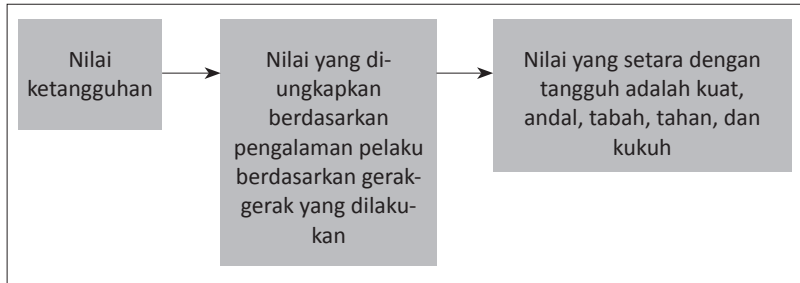 Nilai
ketangguhan
Nilai yang di-
ungkapkan
berdasarkan
pengalaman pelaku
berdasarkan gerak-
gerak yang dilaku-
kan
Nilai yang setara dengan
tangguh adalah kuat,
andal, tabah, tahan, dan
kukuh